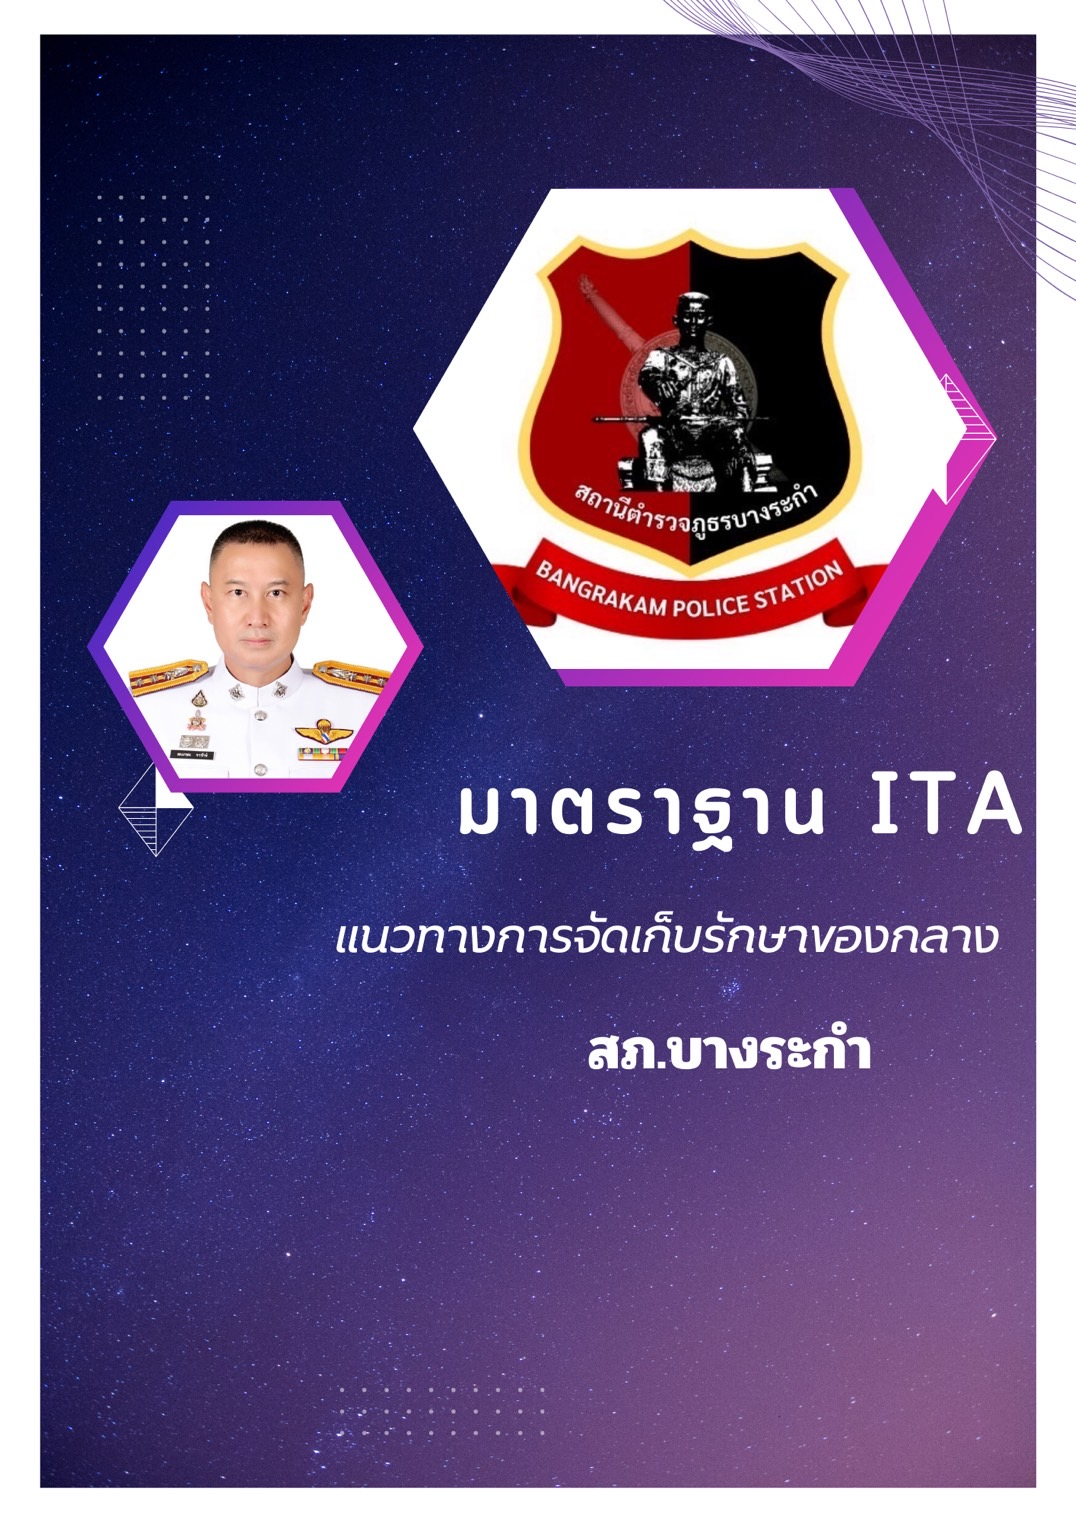 สถานีตำรวจภูธรบางระกำ
BANGRAKAM POLICE STATION
มาตราฐาน ITA
แนวทางการจัดเก็บรักษาของกลาง
สภ.บางระกำ